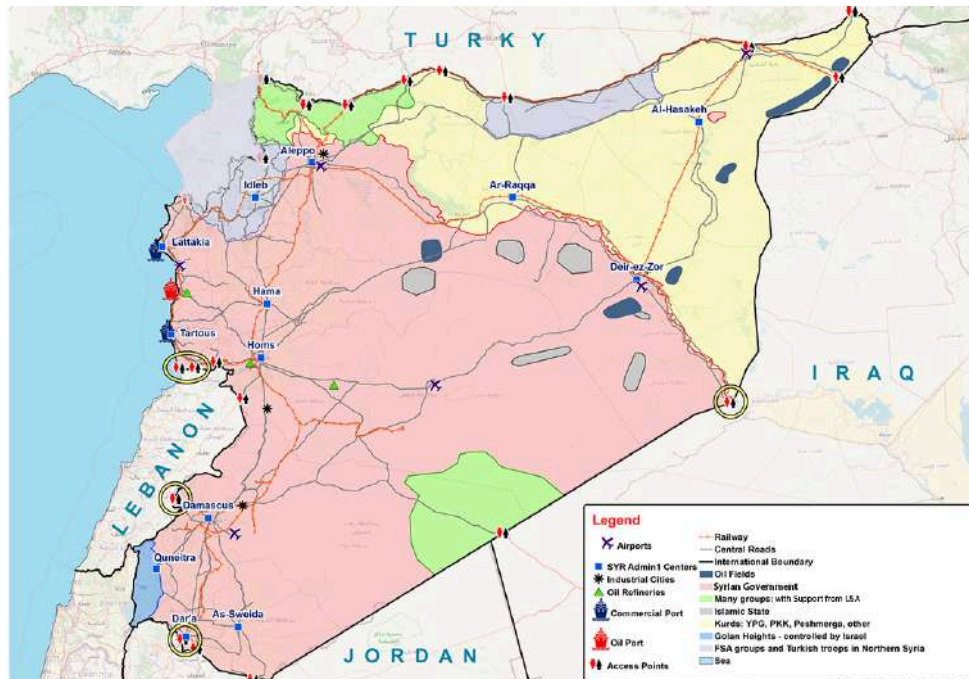 TURKY
Al-Hasakeh
Aleppo
Idleb
Ar-Raqqa
Lattakia
Deir-ez-Zor
Hama
Tartous
Homs
IRAQ
LEBANON
Damascus
Quneitra
As-Sweida
Dar'a
JORDAN
Legend
Airports
SYR Admin1 Centers
Industrial Cities
Oil Refineries
Commercial Port
Oil Port
Access Points
Railway
Central Roads
International Boundary
Oil Fields
Syrian Government
Many groups: with Support from USA
Islamic State
Kurds: YPG, PKK, Peshmerga, other
Golan Heights - controlled by Israel
FSA groups and Turkish troops in Northern Syria
Sea